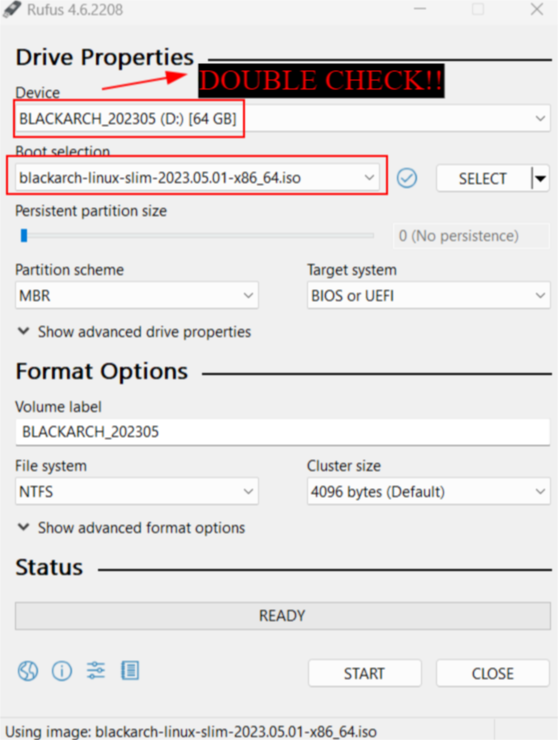 Rufus 4.6.2208
Drive Properties
DOUBLE CHECK!!
Device
BLACKARCH_202305 (D:) [64 GB]
Boot selection
blackarch-linux-slim-2023.05.01-x86_64.iso
SELECT
Persistent partition size
0 (No persistence)
Partition scheme
Target system
MBR
BIOS or UEFI
Show advanced drive properties
Format Options
Volume label
BLACKARCH_202305
File system
Cluster size
NTFS
4096 bytes (Default)
Show advanced format options
Status
READY
START
CLOSE
Using image: blackarch-linux-slim-2023.05.01-x86_64.iso